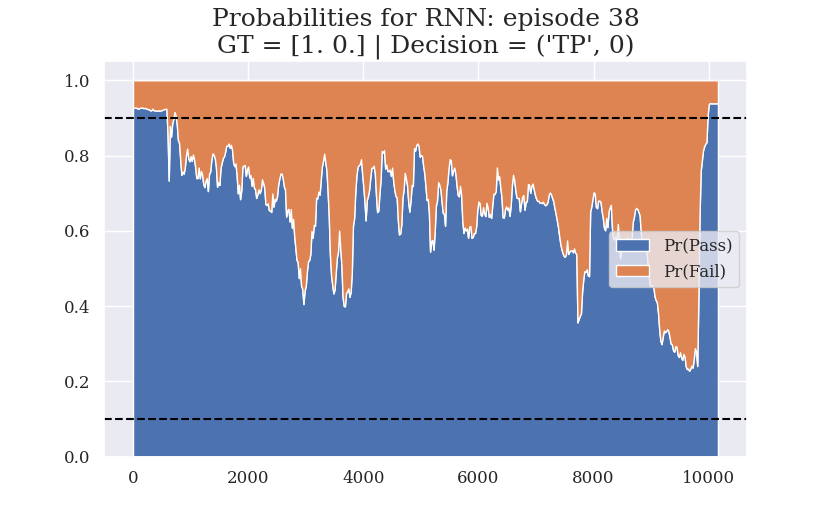 Probabilities for RNN: episode 38
GT = [1. 0.] | Decision = ('TP', 0)
1.0
0.8
0.6
0.4
0.2
0.0
Pr(Pass)
Pr(Fail)
0 2000 4000 6000 8000 10000